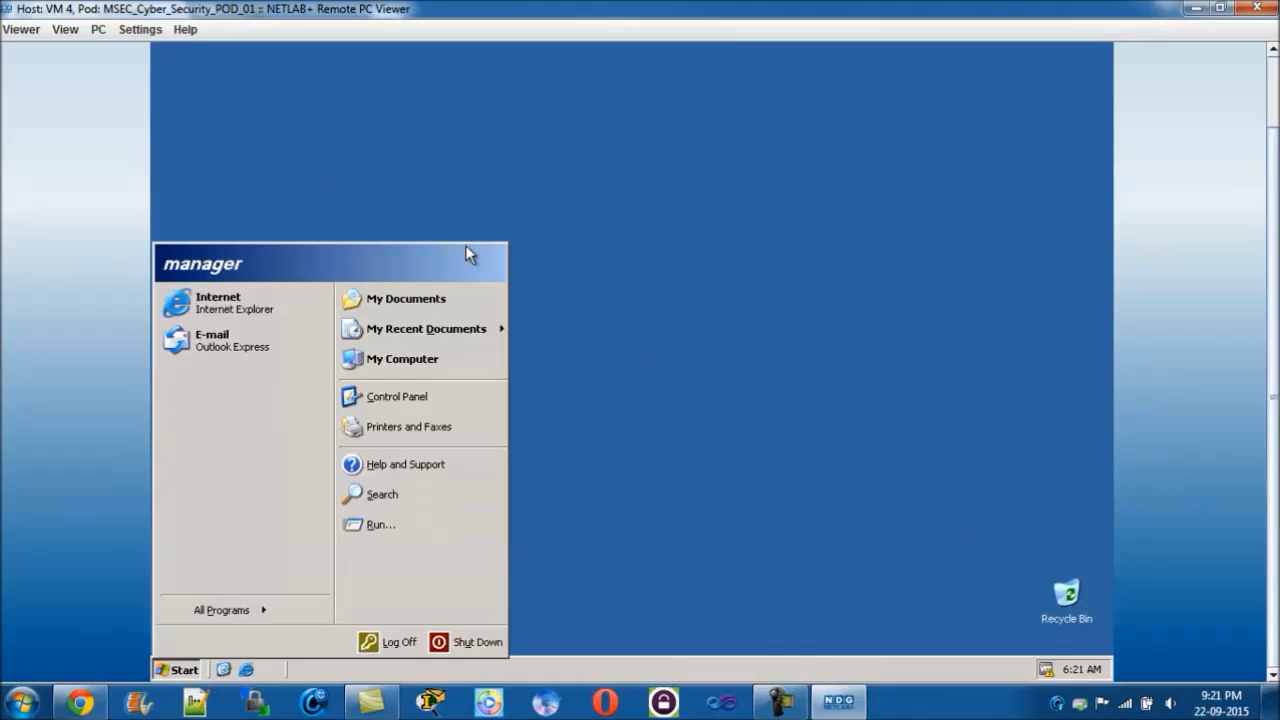 Host: VM 4, Pod: MSEC_Cyber_Security_POD_01 :: NETLAB+ Remote PC Viewer
Viewer View PC Settings Help
manager
Internet
Internet Explorer
E-mail
Outlook Express
My Documents
My Recent Documents
My Computer
Control Panel
Printers and Faxes
Help and Support
Search
Run...
All Programs
Log Off Shut Down
Recycle Bin
Start
6:21 AM
NDG
NETLAB+
9:21 PM
22-09-2015